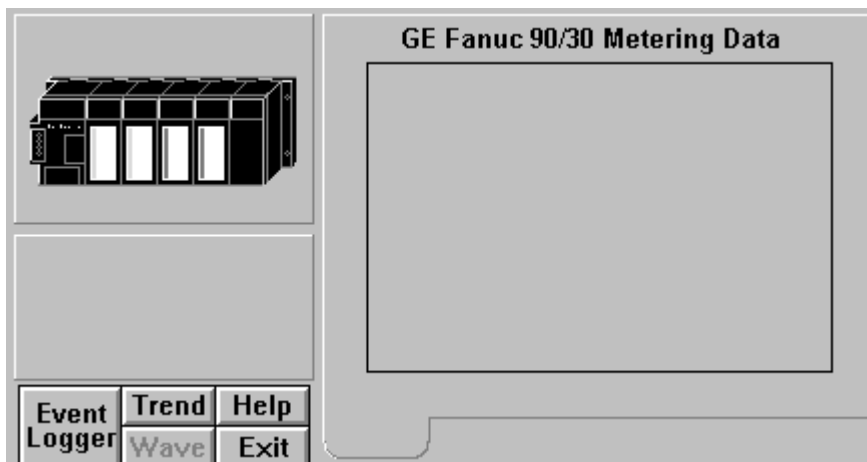 GE Fanuc 90/30 Metering Data
Event
Logger
Trend
Help
Wave
Exit